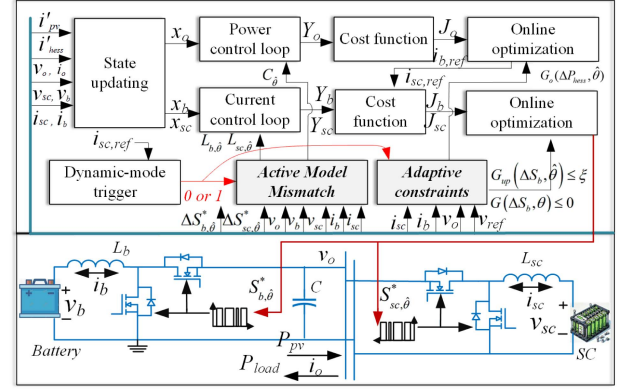 i'pv
i'hess
vo, io
vsc, vb
isc, ib
State
updating
xo
Power
control loop
Yo
Cost function
Jo
Online
optimization
ib,ref
isc,ref
Cθ̂
Go(ΔPhess, θ̂)
xb
xsc
Current
control loop
Yb
Ysc
Cost
function
Jb
Jsc
Online
optimization
isc,ref
Lb,θ̂ Lsc,θ̂
Dynamic-mode
trigger
0 or 1
Active Model
Mismatch
Adaptive
constraints
Gup(ΔSb, θ̂) ≤ ξ
G(ΔSb, θ) ≤ 0
ΔS*b,θ̂ ΔS*sc,θ̂ vo vb vsc ib isc
isc ib vo vref
Lb
ib
+
vb
−
Battery
S*b,θ̂
C
vo
Ppv
Pload
io
S*sc,θ̂
Lsc
isc
+
vsc
−
SC